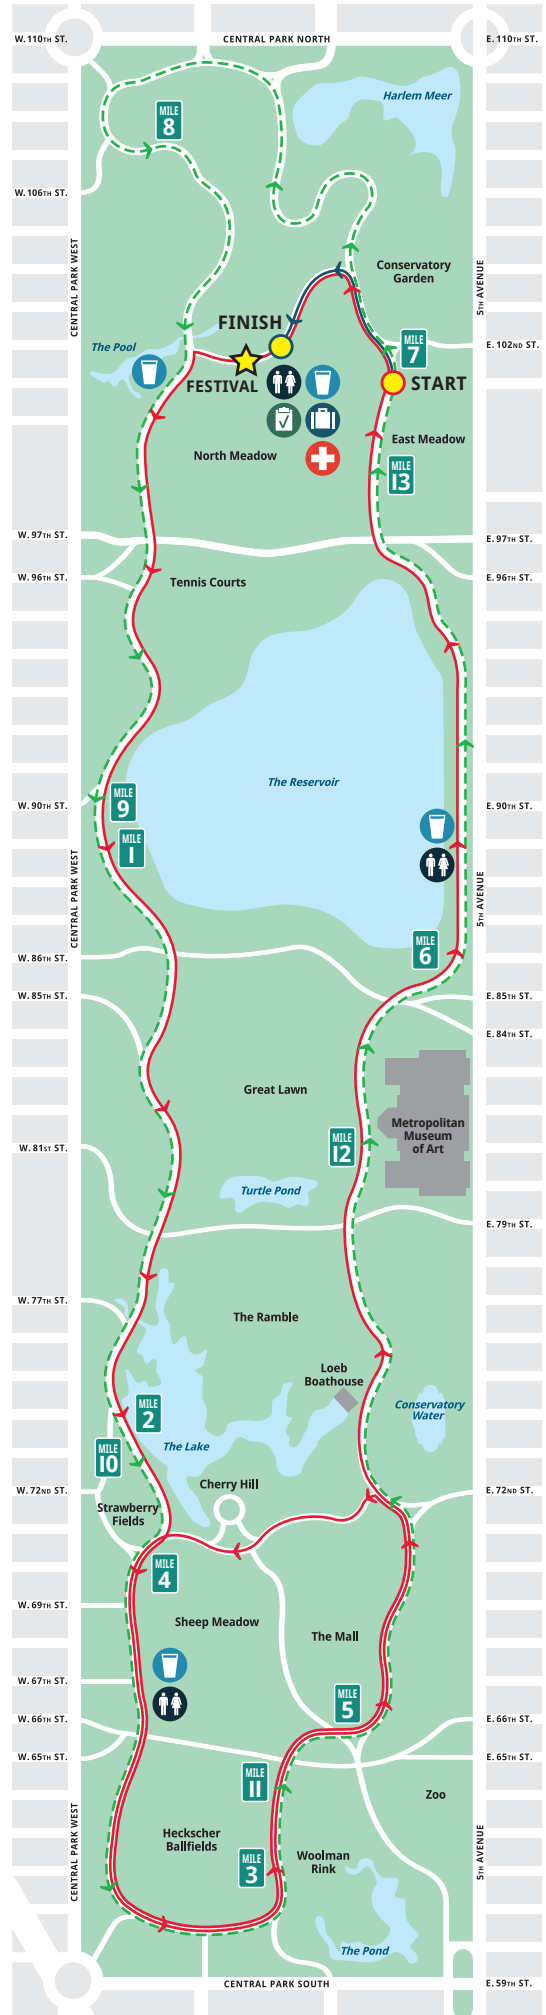 W. 110TH ST.
CENTRAL PARK NORTH
E. 110TH ST.
Harlem Meer
MILE
8
W. 106TH ST.
CENTRAL PARK WEST
5TH AVENUE
Conservatory
Garden
FINISH
The Pool
MILE
7
E. 102ND ST.
FESTIVAL
START
East Meadow
North Meadow
MILE
13
W. 97TH ST.
E. 97TH ST.
W. 96TH ST.
E. 96TH ST.
Tennis Courts
The Reservoir
MILE
9
W. 90TH ST.
E. 90TH ST.
MILE
1
CENTRAL PARK WEST
5TH AVENUE
MILE
6
W. 86TH ST.
W. 85TH ST.
E. 85TH ST.
E. 84TH ST.
Great Lawn
Metropolitan
Museum
of Art
MILE
12
W. 81ST ST.
Turtle Pond
E. 79TH ST.
W. 77TH ST.
The Ramble
Loeb
Boathouse
Conservatory
Water
MILE
2
MILE
10
The Lake
W. 72ND ST.
Cherry Hill
E. 72ND ST.
Strawberry
Fields
MILE
4
W. 69TH ST.
Sheep Meadow
The Mall
W. 67TH ST.
MILE
5
W. 66TH ST.
E. 66TH ST.
W. 65TH ST.
E. 65TH ST.
MILE
11
Zoo
CENTRAL PARK WEST
5TH AVENUE
Heckscher
Ballfields
MILE
3
Woolman
Rink
The Pond
CENTRAL PARK SOUTH
E. 59TH ST.